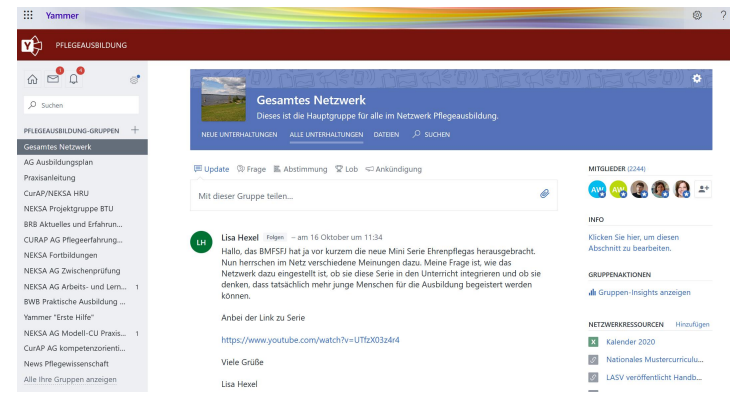 Yammer
?
PFLEGEAUSBILDUNG
1
4
Suchen
PFLEGEAUSBILDUNG-GRUPPEN
Gesamtes Netzwerk
AG Ausbildungsplan
Praxisanleitung
CurAP/NEKSA HRU
NEKSA Projektgruppe BTU
BRB Aktuelles und Erfahrun...
CURAP AG Pflegeerfahrung...
NEKSA Fortbildungen
NEKSA AG Zwischenprüfung
NEKSA AG Arbeits- und Lern... 1
BWB Praktische Ausbildung ...
Yammer "Erste Hilfe"
NEKSA AG Modell-CU Praxis... 1
CurAP AG kompetenzorienti...
News Pflegewissenschaft
Alle Ihre Gruppen anzeigen
Gesamtes Netzwerk
Dieses ist die Hauptgruppe für alle im Netzwerk Pflegeausbildung.
NEUE UNTERHALTUNGEN ALLE UNTERHALTUNGEN DATEIEN SUCHEN
Update Frage Abstimmung Lob Ankündigung
Mit dieser Gruppe teilen...
LH
Lisa Hexel Folgen – am 16 Oktober um 11:34
Hallo, das BMFSFJ hat ja vor kurzem die neue Mini Serie Ehrenpflegas herausgebracht.
Nun herrschen im Netz verschiedene Meinungen dazu. Meine Frage ist, wie das
Netzwerk dazu eingestellt ist, ob sie diese Serie in den Unterricht integrieren und ob sie
denken, dass tatsächlich mehr junge Menschen für die Ausbildung begeistert werden
können.
Anbei der Link zu Serie
https://www.youtube.com/watch?v=UTfzX03z4r4
Viele Grüße
Lisa Hexel
MITGLIEDER (2244)
AW AW
INFO
Klicken Sie hier, um diesen
Abschnitt zu bearbeiten.
GRUPPENAKTIONEN
Gruppen-Insights anzeigen
NETZWERKRESSOURCEN Hinzufügen
Kalender 2020
Nationales Mustercurriculu...
LASV veröffentlicht Handb...